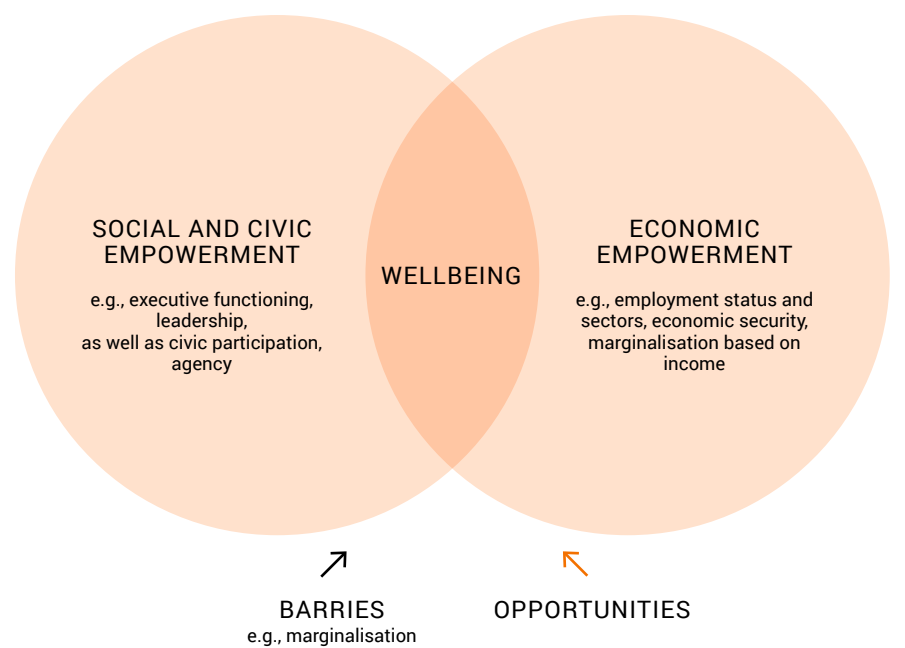 SOCIAL AND CIVIC
EMPOWERMENT
e.g., executive functioning,
leadership,
as well as civic participation,
agency
WELLBEING
ECONOMIC
EMPOWERMENT
e.g., employment status and
sectors, economic security,
marginalisation based on
income
BARRIES
e.g., marginalisation
OPPORTUNITIES